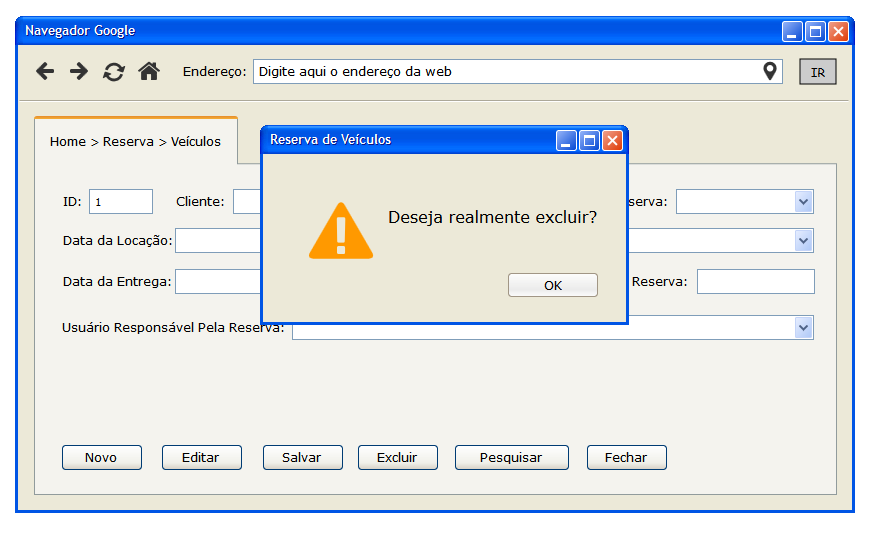 Navegador Google
Endereço: Digite aqui o endereço da web IR
Home > Reserva > Veículos
Reserva de Veículos
Deseja realmente excluir?
OK
ID: 1 Cliente: serva:
Data da Locação:
Data da Entrega: Reserva:
Usuário Responsável Pela Reserva:
Novo Editar Salvar Excluir Pesquisar Fechar